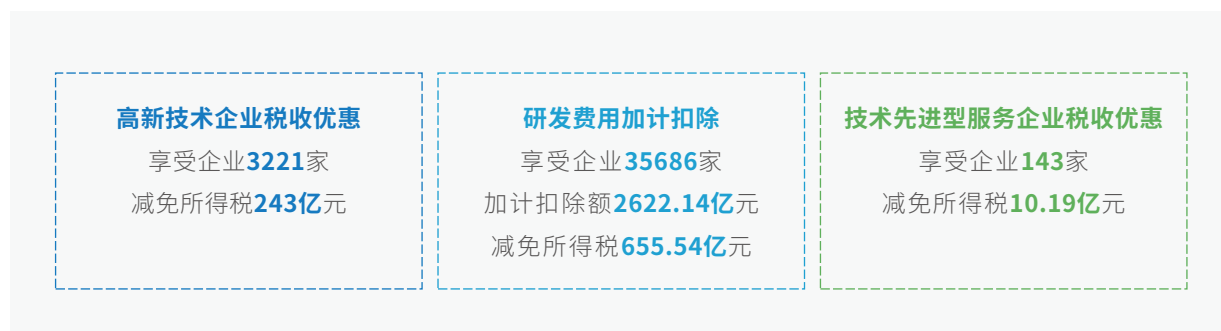 高新技术企业税收优惠
享受企业3221家
减免所得税243亿元
研发费用加计扣除
享受企业35686家
加计扣除额2622.14亿元
减免所得税655.54亿元
技术先进型服务企业税收优惠
享受企业143家
减免所得税10.19亿元